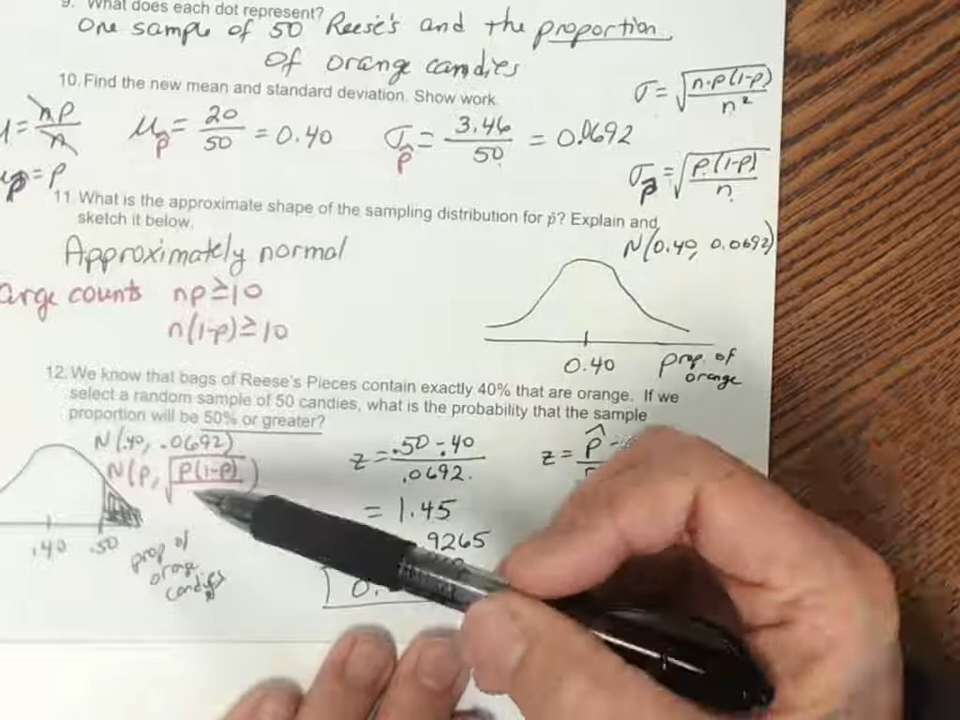 9. What does each dot represent?
One sample of 50 Reese's and the proportion
of orange candies
10. Find the new mean and standard deviation. Show work.
σ = √(n·p(1-p)/n²)
= np/n
μp̂ = 20/50 = 0.40
σp̂ = 3.46/50 = 0.0692
μp̂ = p
σp̂ = √(p(1-p)/n)
11. What is the approximate shape of the sampling distribution for p̂? Explain and
sketch it below.
N(0.40, 0.0692)
Approximately normal
counts np ≥ 10
n(1-p) ≥ 10
0.40
prop. of
orange
12. We know that bags of Reese's Pieces contain exactly 40% that are orange. If we
select a random sample of 50 candies, what is the probability that the sample
proportion will be 50% or greater?
N(.40, .0692)
N(p, √(p(1-p)
z = .50 - .40/.0692
z = p̂ -
= 1.45
.9265
.40 .50
prop of
orange
candies
0.